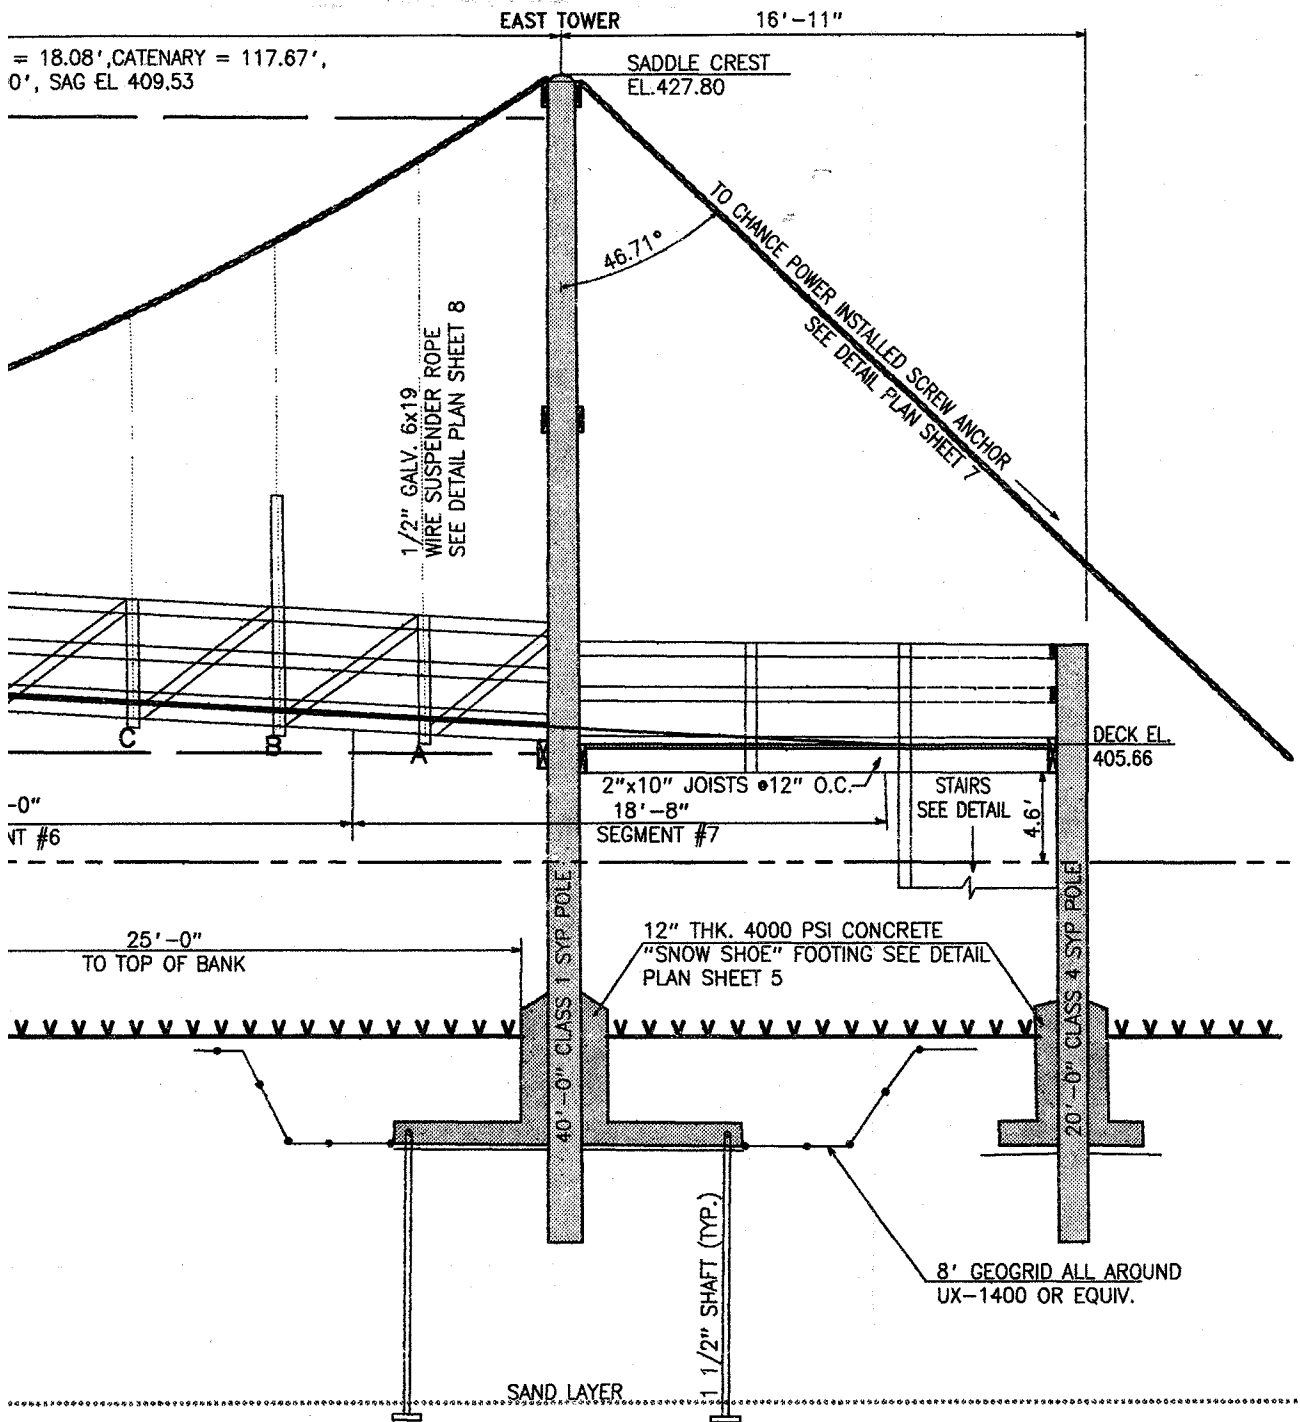 EAST TOWER
16'-11"
= 18.08',CATENARY = 117.67',
0', SAG EL 409.53
SADDLE CREST
EL.427.80
TO CHANCE POWER INSTALLED SCREW ANCHOR
SEE DETAIL PLAN SHEET 7
46.71°
1/2" GALV. 6x19
WIRE SUSPENDER ROPE
SEE DETAIL PLAN SHEET 8
C
B
A
DECK EL.
405.66
2"x10" JOISTS @12" O.C.
STAIRS
SEE DETAIL
4.6'
-0"
NT #6
18'-8"
SEGMENT #7
25'-0"
TO TOP OF BANK
12" THK. 4000 PSI CONCRETE
"SNOW SHOE" FOOTING SEE DETAIL
PLAN SHEET 5
40'-0" CLASS 1 SYP POLE
20'-0" CLASS 4 SYP POLE
1 1/2" SHAFT (TYP.)
8' GEOGRID ALL AROUND
UX-1400 OR EQUIV.
SAND LAYER